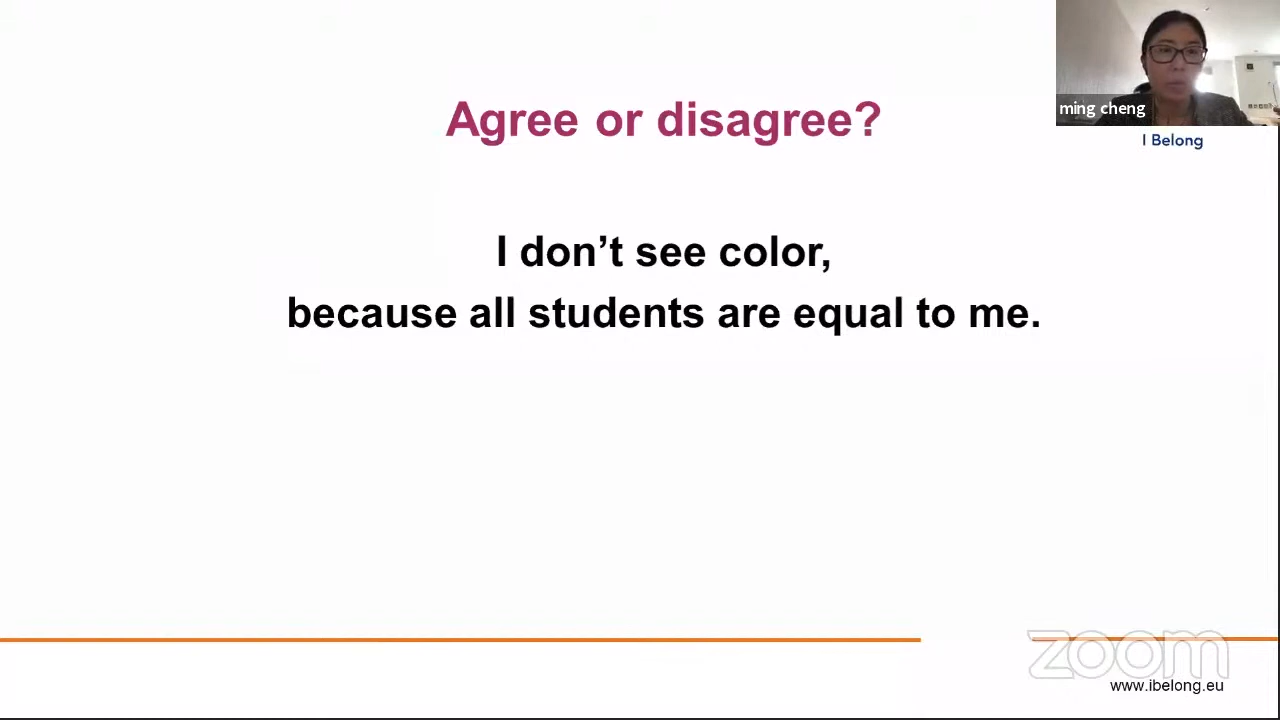 Agree or disagree?
ming cheng
I Belong
I don’t see color,
because all students are equal to me.
zoom
www.ibelong.eu